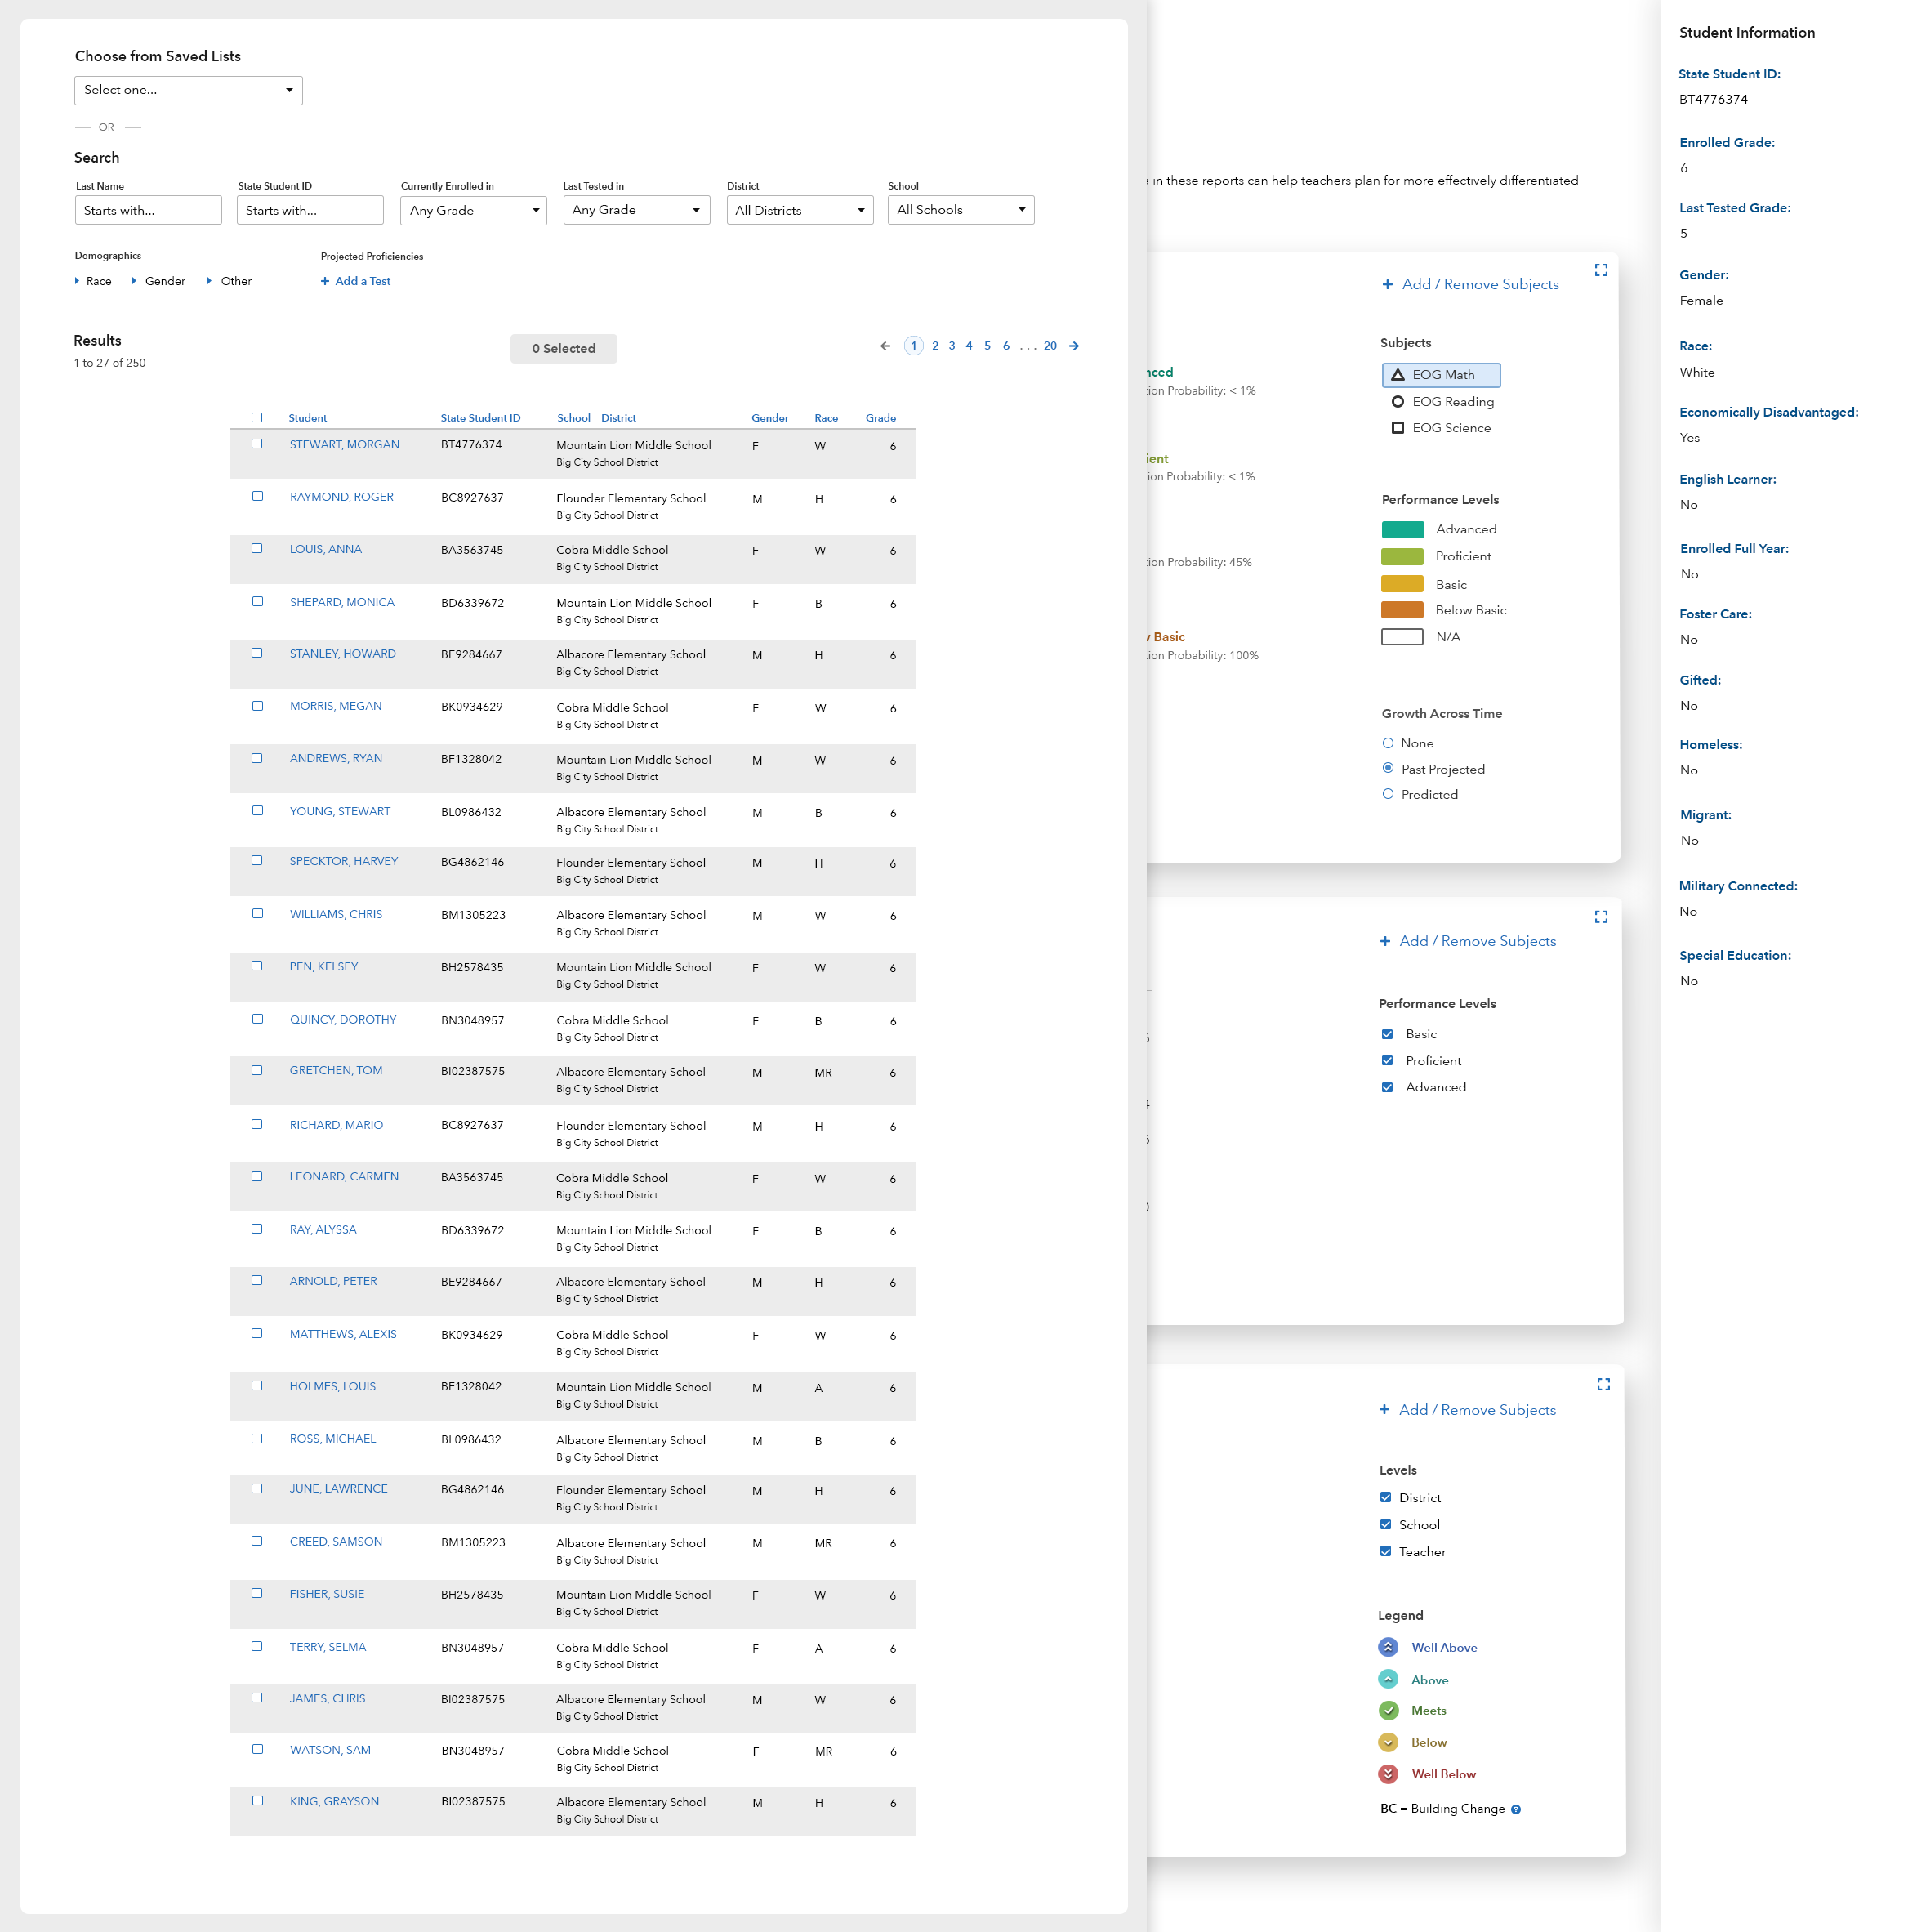 Choose from Saved Lists
Select one...
OR
Search
Last Name State Student ID Currently Enrolled in Last Tested in District School
Starts with... Starts with... Any Grade Any Grade All Districts All Schools
Demographics Projected Proficiencies
Race Gender Other + Add a Test
Results
1 to 27 of 250
0 Selected
1 2 3 4 5 6 . . . 20
Student State Student ID School District Gender Race Grade
STEWART, MORGAN BT4776374 Mountain Lion Middle School F W 6
Big City School District
RAYMOND, ROGER BC8927637 Flounder Elementary School M H 6
Big City School District
LOUIS, ANNA BA3563745 Cobra Middle School F W 6
Big City School District
SHEPARD, MONICA BD6339672 Mountain Lion Middle School F B 6
Big City School District
STANLEY, HOWARD BE9284667 Albacore Elementary School M H 6
Big City School District
MORRIS, MEGAN BK0934629 Cobra Middle School F W 6
Big City School District
ANDREWS, RYAN BF1328042 Mountain Lion Middle School M W 6
Big City School District
YOUNG, STEWART BL0986432 Albacore Elementary School M B 6
Big City School District
SPECKTOR, HARVEY BG4862146 Flounder Elementary School M H 6
Big City School District
WILLIAMS, CHRIS BM1305223 Albacore Elementary School M W 6
Big City School District
PEN, KELSEY BH2578435 Mountain Lion Middle School F W 6
Big City School District
QUINCY, DOROTHY BN3048957 Cobra Middle School F B 6
Big City School District
GRETCHEN, TOM BI02387575 Albacore Elementary School M MR 6
Big City School District
RICHARD, MARIO BC8927637 Flounder Elementary School M H 6
Big City School District
LEONARD, CARMEN BA3563745 Cobra Middle School F W 6
Big City School District
RAY, ALYSSA BD6339672 Mountain Lion Middle School F B 6
Big City School District
ARNOLD, PETER BE9284667 Albacore Elementary School M H 6
Big City School District
MATTHEWS, ALEXIS BK0934629 Cobra Middle School F W 6
Big City School District
HOLMES, LOUIS BF1328042 Mountain Lion Middle School M A 6
Big City School District
ROSS, MICHAEL BL0986432 Albacore Elementary School M B 6
Big City School District
JUNE, LAWRENCE BG4862146 Flounder Elementary School M H 6
Big City School District
CREED, SAMSON BM1305223 Albacore Elementary School M MR 6
Big City School District
FISHER, SUSIE BH2578435 Mountain Lion Middle School F W 6
Big City School District
TERRY, SELMA BN3048957 Cobra Middle School F A 6
Big City School District
JAMES, CHRIS BI02387575 Albacore Elementary School M W 6
Big City School District
WATSON, SAM BN3048957 Cobra Middle School F MR 6
Big City School District
KING, GRAYSON BI02387575 Albacore Elementary School M H 6
Big City School District
in these reports can help teachers plan for more effectively differentiated
+ Add / Remove Subjects
Probability: < 1%
Probability: < 1%
Probability: 45%
Basic
Probability: 100%
Subjects
EOG Math
EOG Reading
EOG Science
Performance Levels
Advanced
Proficient
Basic
Below Basic
N/A
Growth Across Time
None
Past Projected
Predicted
+ Add / Remove Subjects
Performance Levels
Basic
Proficient
Advanced
+ Add / Remove Subjects
Levels
District
School
Teacher
Legend
Well Above
Above
Meets
Below
Well Below
BC = Building Change ?
Student Information
State Student ID:
BT4776374
Enrolled Grade:
6
Last Tested Grade:
5
Gender:
Female
Race:
White
Economically Disadvantaged:
Yes
English Learner:
No
Enrolled Full Year:
No
Foster Care:
No
Gifted:
No
Homeless:
No
Migrant:
No
Military Connected:
No
Special Education:
No